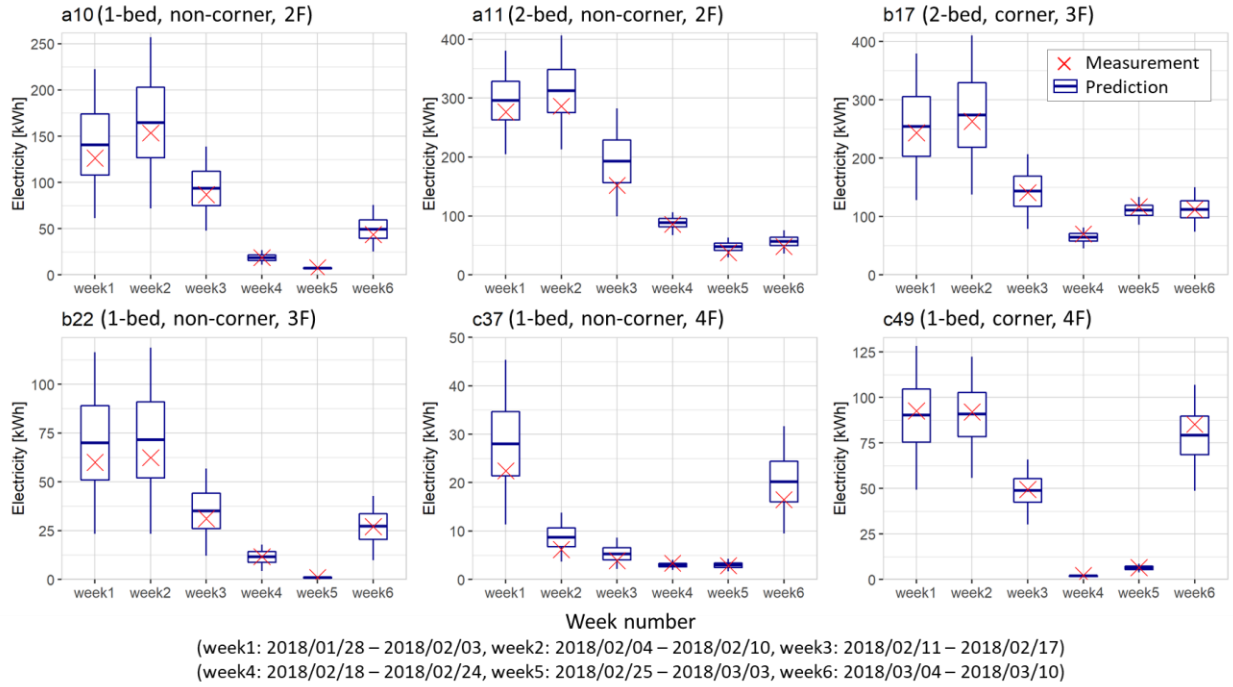 a10 (1-bed, non-corner, 2F)
Electricity [kWh]
250
200
150
100
50
0
week1 week2 week3 week4 week5 week6
a11 (2-bed, non-corner, 2F)
Electricity [kWh]
400
300
200
100
0
week1 week2 week3 week4 week5 week6
b17 (2-bed, corner, 3F)
Electricity [kWh]
400
300
200
100
0
Measurement
Prediction
week1 week2 week3 week4 week5 week6
b22 (1-bed, non-corner, 3F)
Electricity [kWh]
100
75
50
25
0
week1 week2 week3 week4 week5 week6
c37 (1-bed, non-corner, 4F)
Electricity [kWh]
50
40
30
20
10
0
week1 week2 week3 week4 week5 week6
c49 (1-bed, corner, 4F)
Electricity [kWh]
125
100
75
50
25
0
week1 week2 week3 week4 week5 week6
Week number
(week1: 2018/01/28 – 2018/02/03, week2: 2018/02/04 – 2018/02/10, week3: 2018/02/11 – 2018/02/17)
(week4: 2018/02/18 – 2018/02/24, week5: 2018/02/25 – 2018/03/03, week6: 2018/03/04 – 2018/03/10)